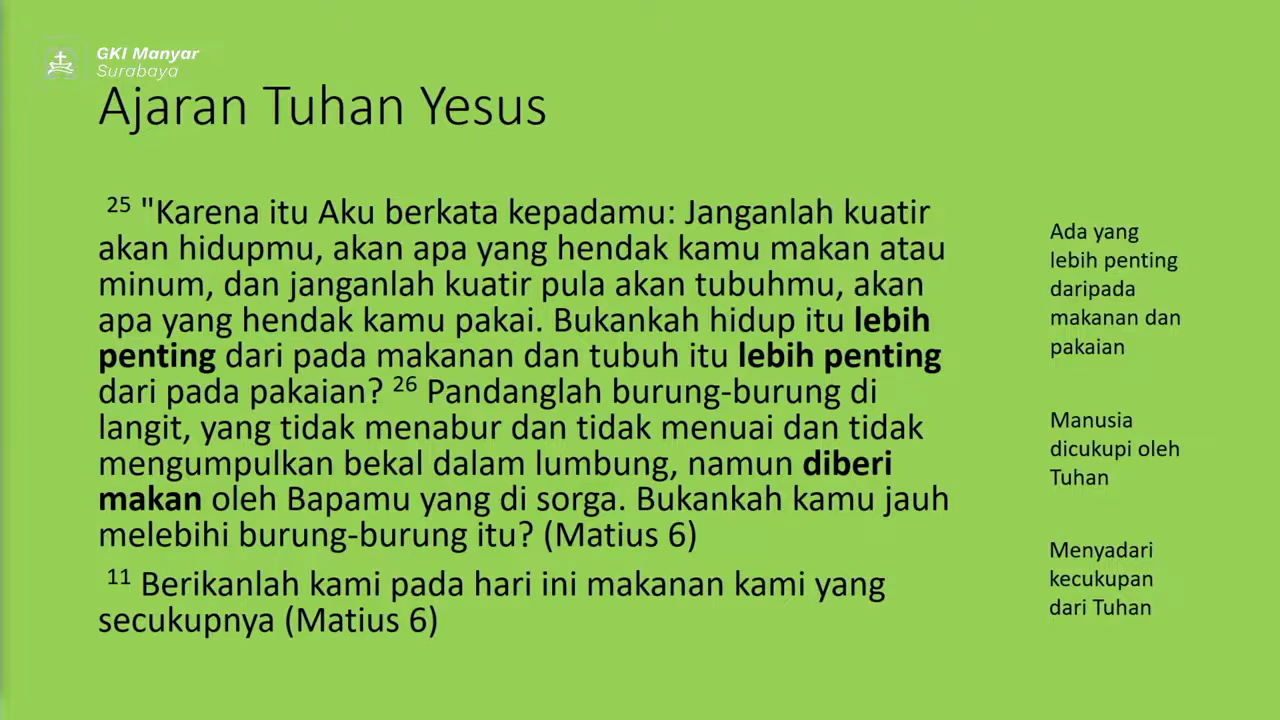 GKI Manyar
Surabaya
Ajaran Tuhan Yesus
25 "Karena itu Aku berkata kepadamu: Janganlah kuatir
akan hidupmu, akan apa yang hendak kamu makan atau
minum, dan janganlah kuatir pula akan tubuhmu, akan
apa yang hendak kamu pakai. Bukankah hidup itu lebih
penting dari pada makanan dan tubuh itu lebih penting
dari pada pakaian? 26 Pandanglah burung-burung di
langit, yang tidak menabur dan tidak menuai dan tidak
mengumpulkan bekal dalam lumbung, namun diberi
makan oleh Bapamu yang di sorga. Bukankah kamu jauh
melebihi burung-burung itu? (Matius 6)
11 Berikanlah kami pada hari ini makanan kami yang
secukupnya (Matius 6)
Ada yang
lebih penting
daripada
makanan dan
pakaian
Manusia
dicukupi oleh
Tuhan
Menyadari
kecukupan
dari Tuhan